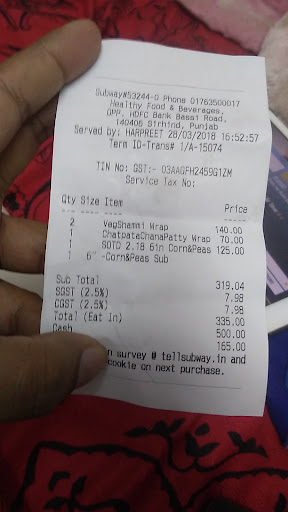 Subway#53244-0 Phone 01763500017
Healthy Food & Beverages,
OPP. HDFC Bank Bassi Road,
140406 Sirhind, Punjab
Served by: HARPREET 28/03/2018 16:52:57
Term ID-Trans# 1/A-15074
TIN No: GST:- 03AAGFH2459G1ZM
Service Tax No:
Qty Size Item Price
2 VegShammi Wrap 140.00
1 ChatpataChanaPatty Wrap 70.00
1 SOTD 2.18 6in Corn&Peas 125.00
1 6" -Corn&Peas Sub
Sub Total 319.04
SGST (2.5%) 7.98
CGST (2.5%) 7.98
Total (Eat In) 335.00
Cash 500.00
165.00
survey @ tellsubway.in and
cookie on next purchase.